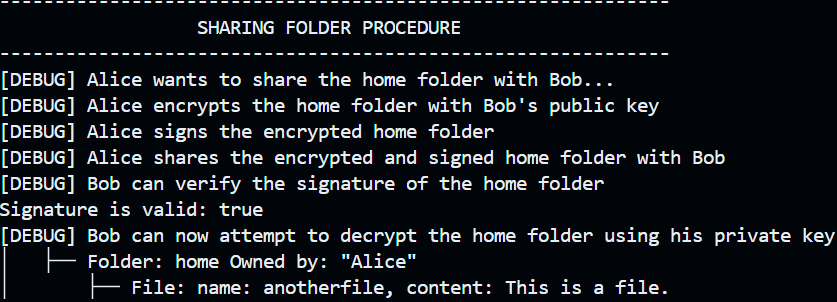 ----------------------------------------------------------------
SHARING FOLDER PROCEDURE
----------------------------------------------------------------
[DEBUG] Alice wants to share the home folder with Bob...
[DEBUG] Alice encrypts the home folder with Bob's public key
[DEBUG] Alice signs the encrypted home folder
[DEBUG] Alice shares the encrypted and signed home folder with Bob
[DEBUG] Bob can verify the signature of the home folder
Signature is valid: true
[DEBUG] Bob can now attempt to decrypt the home folder using his private key
│   ├── Folder: home Owned by: "Alice"
│       ├── File: name: anotherfile, content: This is a file.